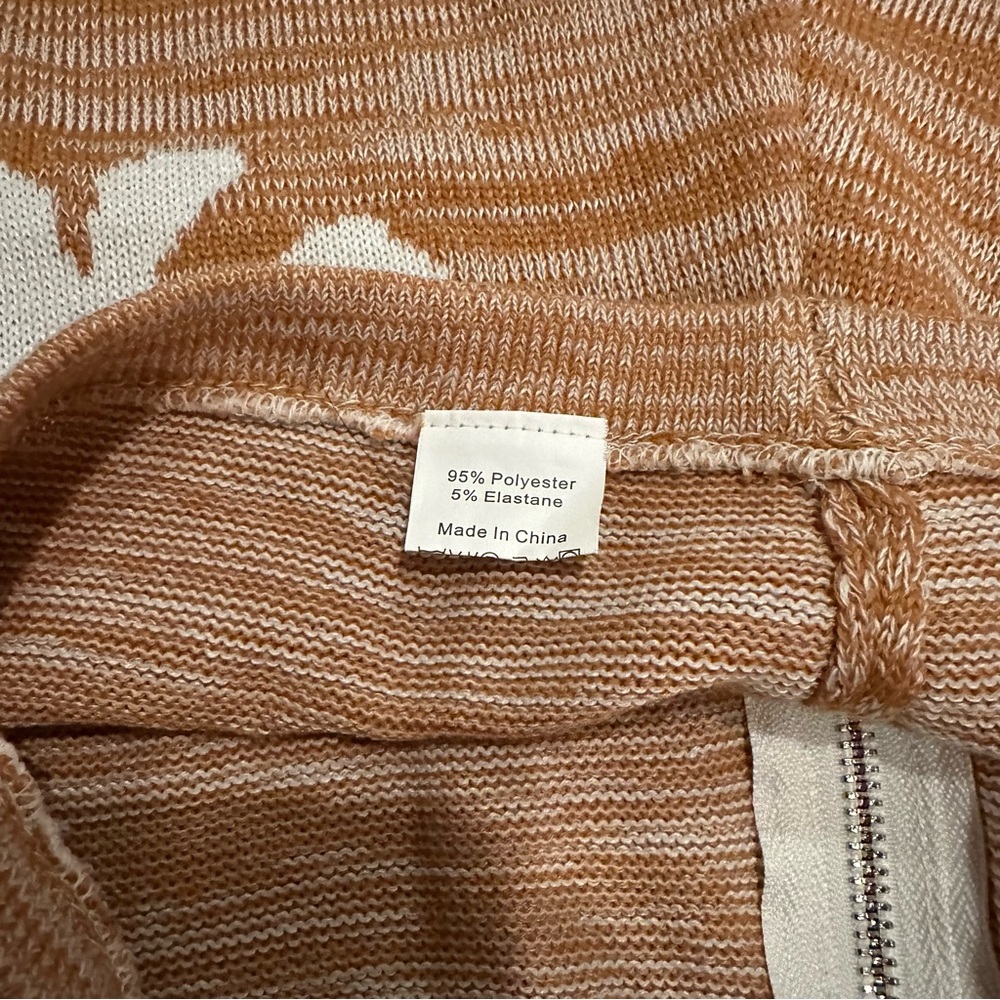 95% Polyester
5% Elastane
Made In China